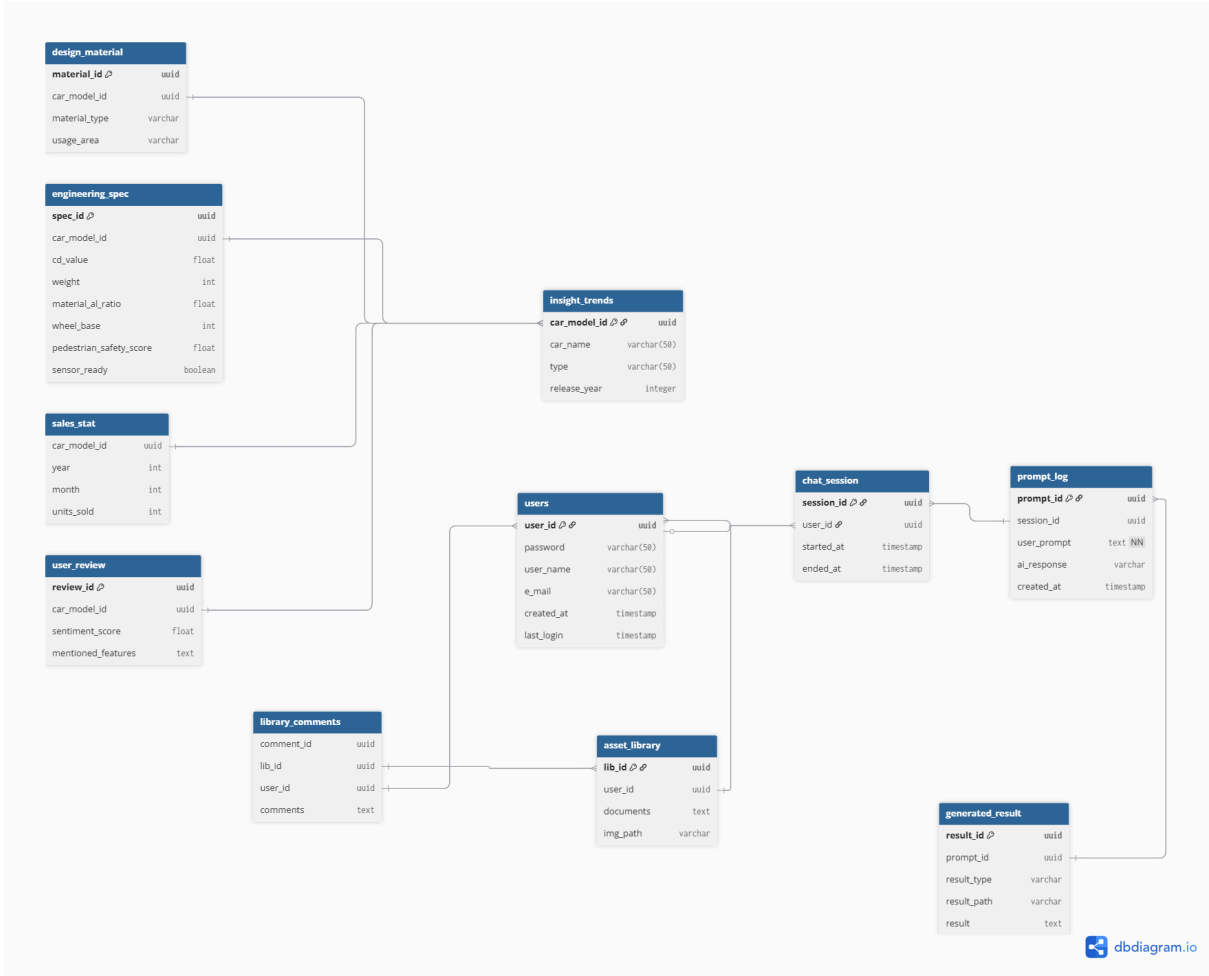 design_material
material_id uuid
car_model_id uuid
material_type varchar
usage_area varchar
engineering_spec
spec_id uuid
car_model_id uuid
cd_value float
weight int
material_al_ratio float
wheel_base int
pedestrian_safety_score float
sensor_ready boolean
sales_stat
car_model_id uuid
year int
month int
units_sold int
user_review
review_id uuid
car_model_id uuid
sentiment_score float
mentioned_features text
insight_trends
car_model_id uuid
car_name varchar(50)
type varchar(50)
release_year integer
users
user_id uuid
password varchar(50)
user_name varchar(50)
e_mail varchar(50)
created_at timestamp
last_login timestamp
chat_session
session_id uuid
user_id uuid
started_at timestamp
ended_at timestamp
prompt_log
prompt_id uuid
session_id uuid
user_prompt text NN
ai_response varchar
created_at timestamp
library_comments
comment_id uuid
lib_id uuid
user_id uuid
comments text
asset_library
lib_id uuid
user_id uuid
documents text
img_path varchar
generated_result
result_id uuid
prompt_id uuid
result_type varchar
result_path varchar
result text
dbdiagram.io